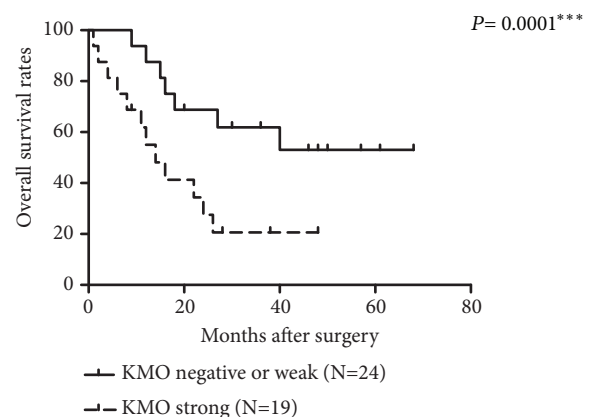 P= 0.0001***
Overall survival rates
100
80
60
40
20
0
0 20 40 60 80
Months after surgery
KMO negative or weak (N=24)
KMO strong (N=19)